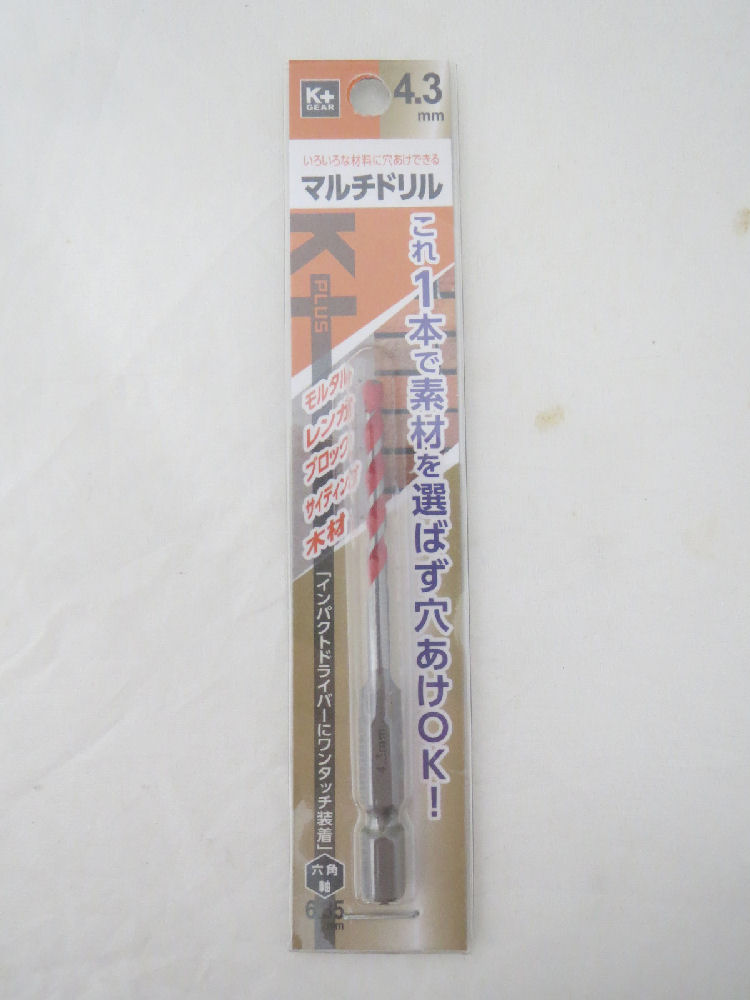 K+
GEAR
4.3
mm
いろいろな材料に穴あけできる
マルチドリル
K+
PLUS
これ1本で素材を選ばず穴あけOK!
モルタル
レンガ
ブロック
サイディング
木材
「インパクトドライバーにワンタッチ装着」
六角
軸
6.35
mm